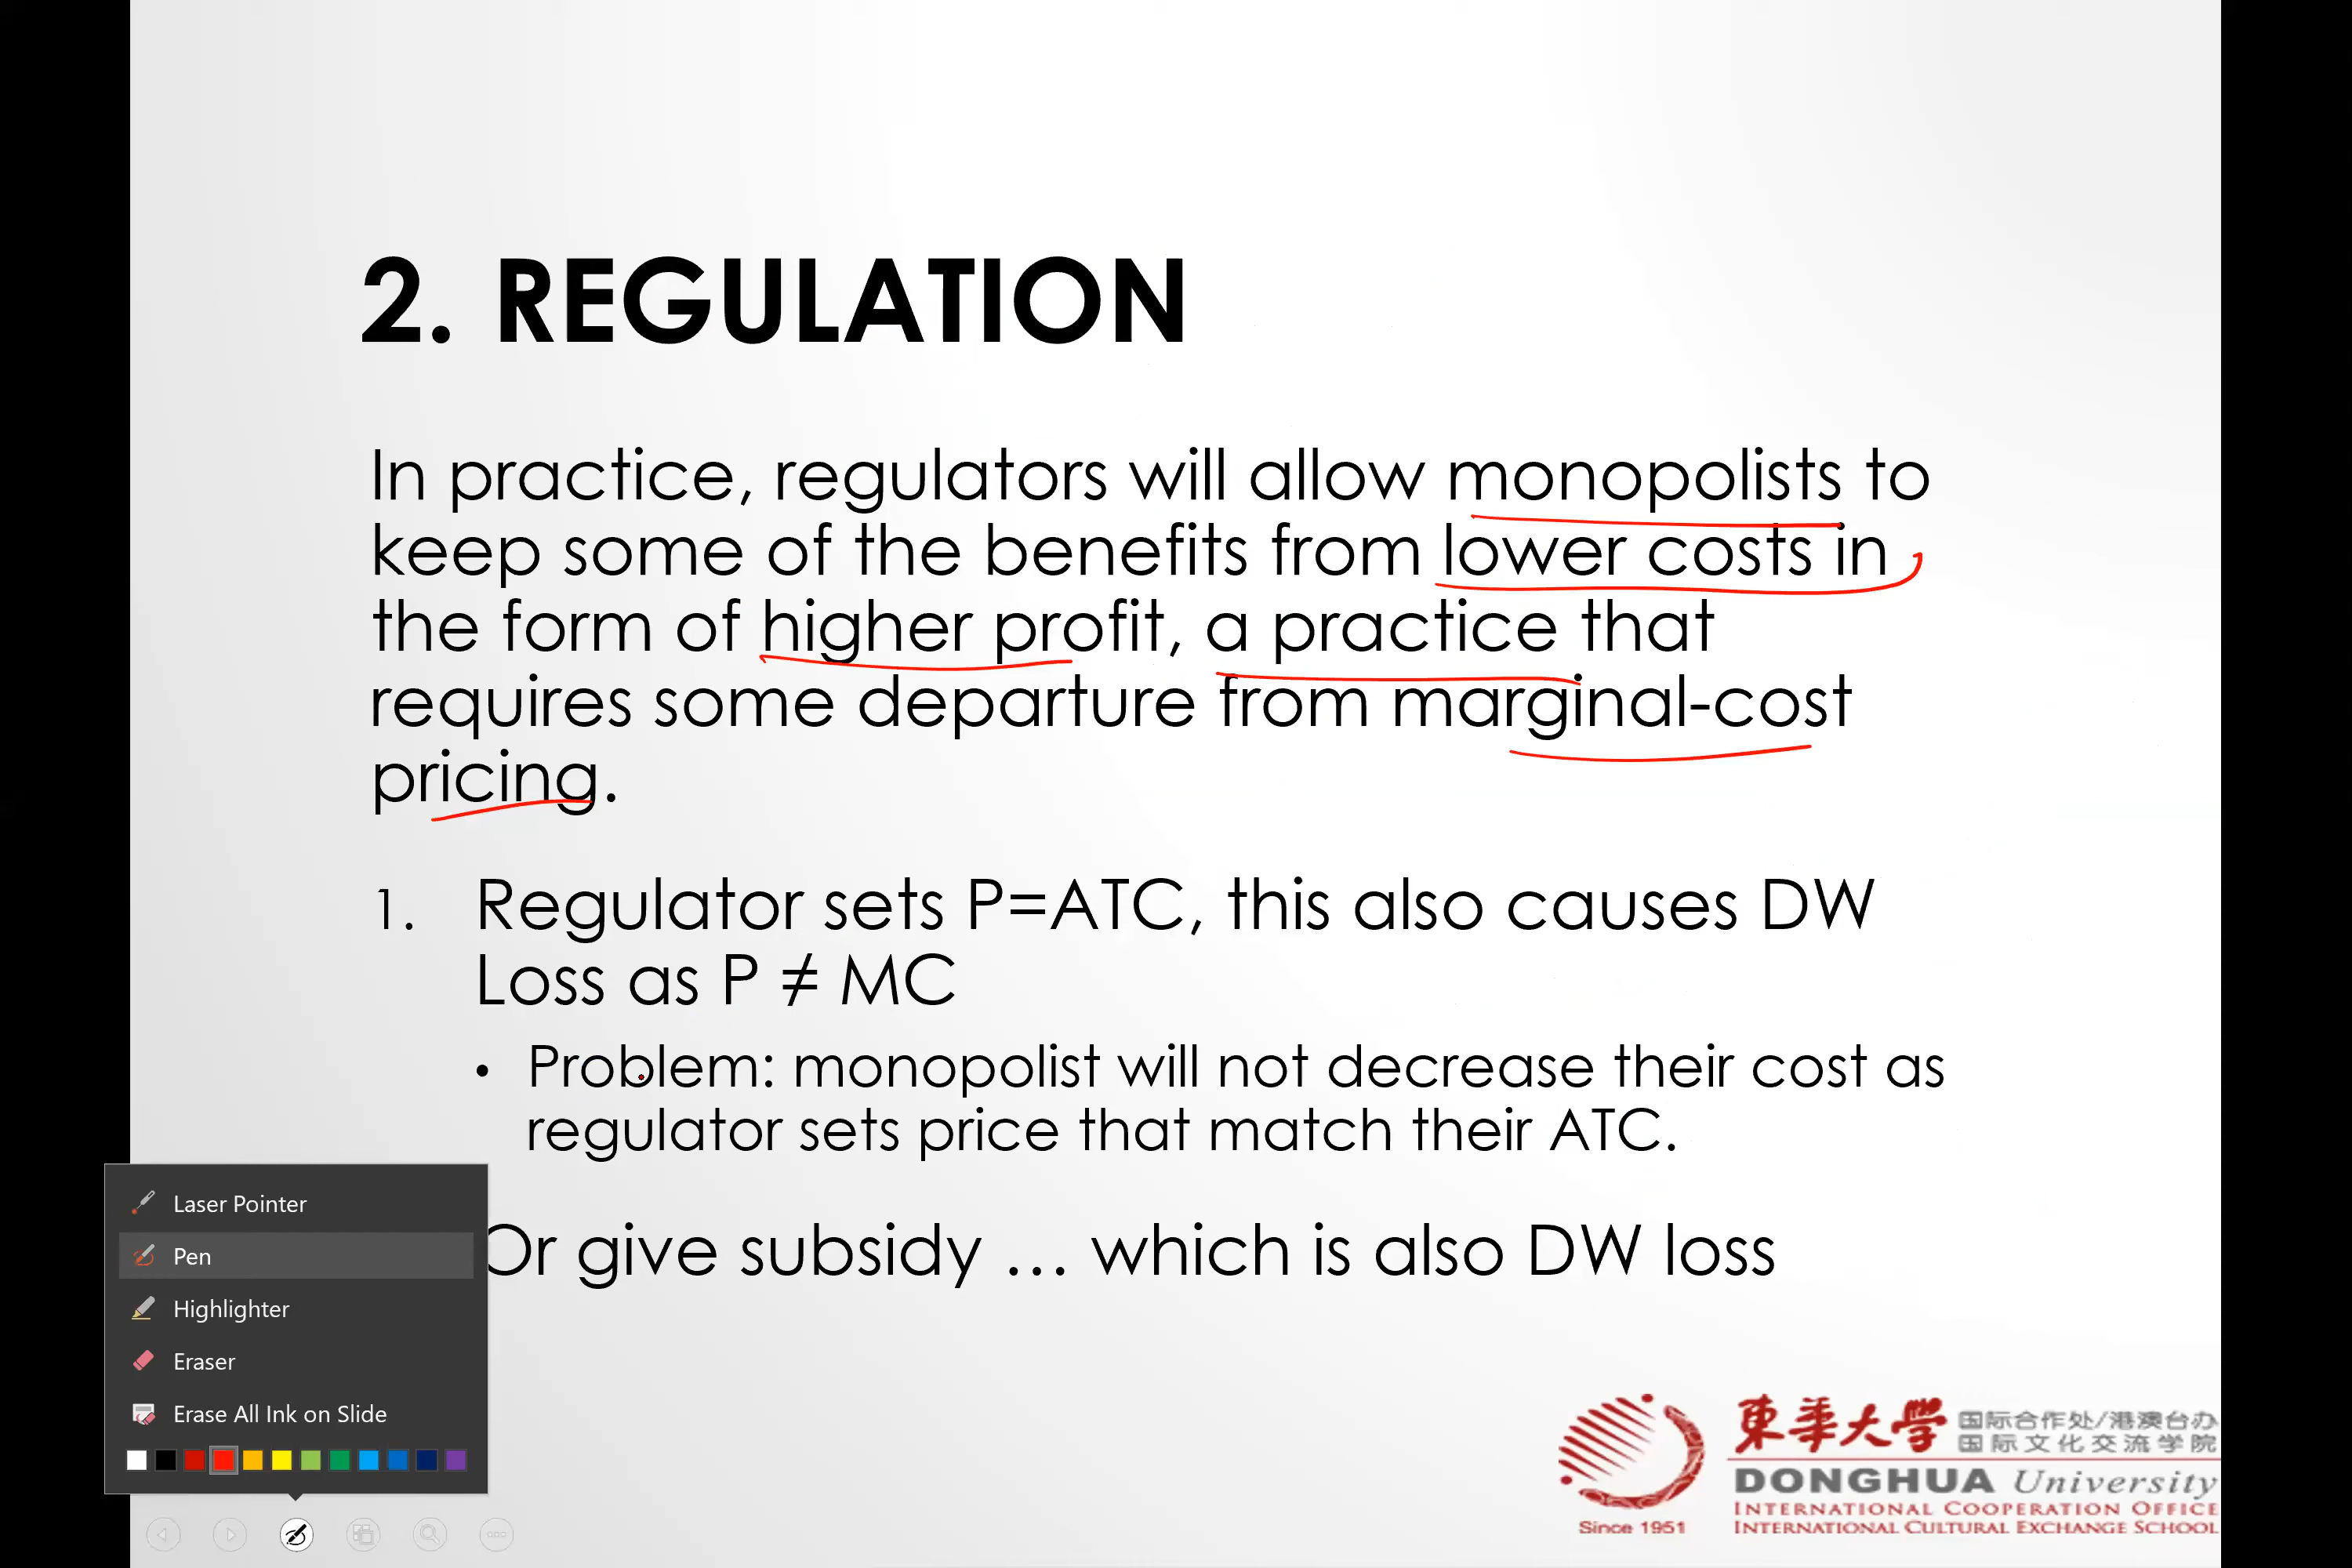 2. REGULATION
In practice, regulators will allow monopolists to
keep some of the benefits from lower costs in
the form of higher profit, a practice that
requires some departure from marginal-cost
pricing.
1. Regulator sets P=ATC, this also causes DW
Loss as P ≠ MC
• Problem: monopolist will not decrease their cost as
regulator sets price that match their ATC.
Or give subsidy … which is also DW loss
Laser Pointer
Pen
Highlighter
Eraser
Erase All Ink on Slide
Since 1951
東華大學
国际合作处/港澳台办
国际文化交流学院
DONGHUA University
INTERNATIONAL COOPERATION OFFICE
INTERNATIONAL CULTURAL EXCHANGE SCHOOL